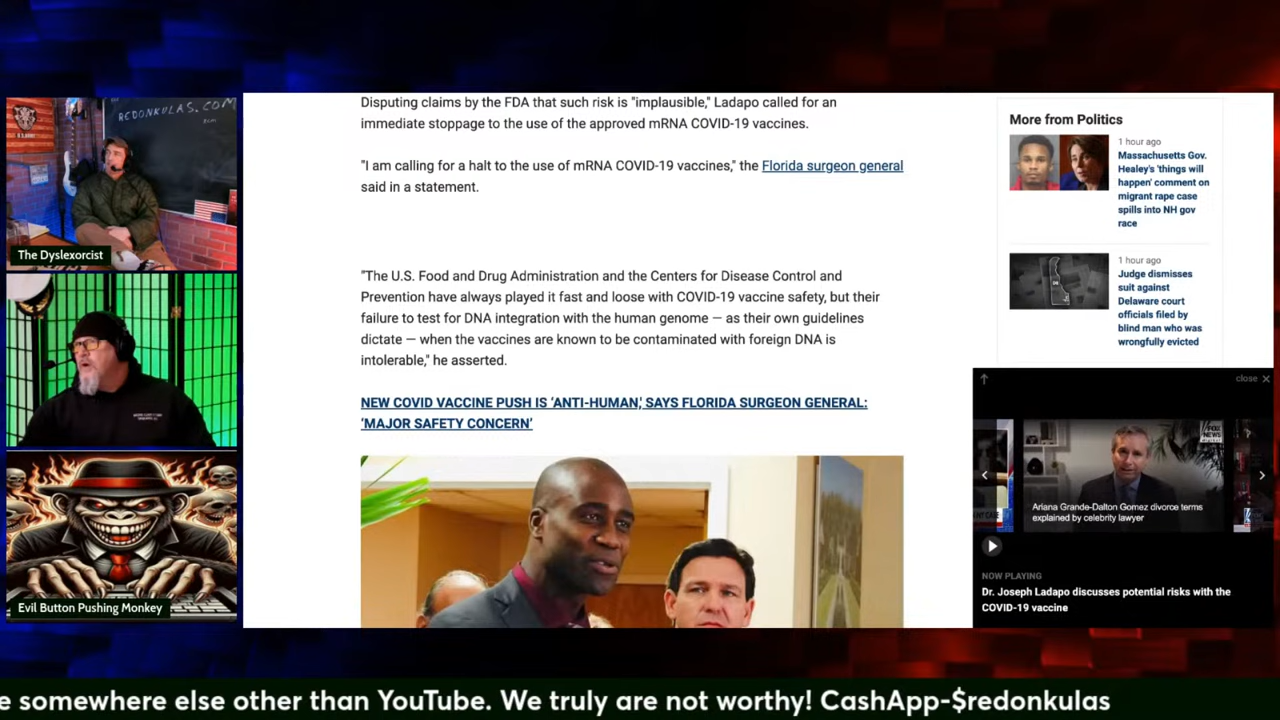 REDONKULAS.COM
The Dyslexorcist
Evil Button Pushing Monkey
Disputing claims by the FDA that such risk is "implausible," Ladapo called for an
immediate stoppage to the use of the approved mRNA COVID-19 vaccines.
"I am calling for a halt to the use of mRNA COVID-19 vaccines," the Florida surgeon general
said in a statement.
"The U.S. Food and Drug Administration and the Centers for Disease Control and
Prevention have always played it fast and loose with COVID-19 vaccine safety, but their
failure to test for DNA integration with the human genome — as their own guidelines
dictate — when the vaccines are known to be contaminated with foreign DNA is
intolerable," he asserted.
NEW COVID VACCINE PUSH IS ‘ANTI-HUMAN,’ SAYS FLORIDA SURGEON GENERAL:
‘MAJOR SAFETY CONCERN’
More from Politics
1 hour ago
Massachusetts Gov.
Healey's 'things will
happen' comment on
migrant rape case
spills into NH gov
race
1 hour ago
Judge dismisses
suit against
Delaware court
officials filed by
blind man who was
wrongfully evicted
close
Ariana Grande-Dalton Gomez divorce terms
explained by celebrity lawyer
NOW PLAYING
Dr. Joseph Ladapo discusses potential risks with the
COVID-19 vaccine
e somewhere else other than YouTube. We truly are not worthy! CashApp-$redonkulas